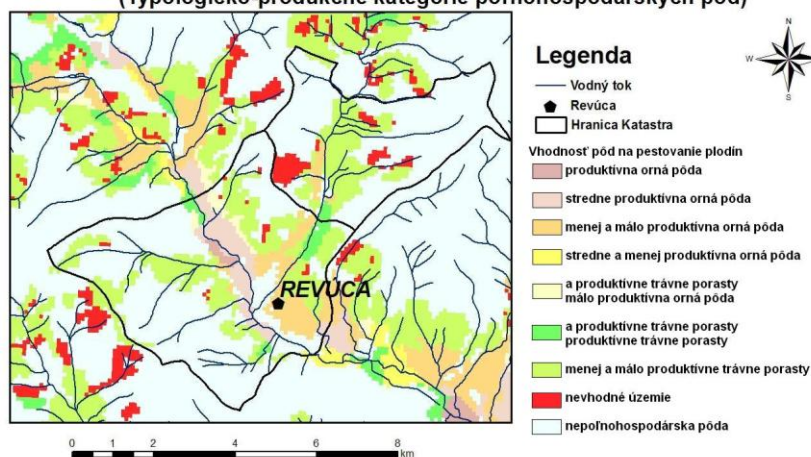 (Typologicko-produkčné kategórie poľnohospodárskych pôd)
N
W
S
Legenda
Vodný tok
Revúca
Hranica Katastra
Vhodnosť pôd na pestovanie plodín
produktívna orná pôda
stredne produktívna orná pôda
menej a málo produktívna orná pôda
stredne a menej produktívna orná pôda
a produktívne trávne porasty
málo produktívna orná pôda
a produktívne trávne porasty
produktívne trávne porasty
menej a málo produktívne trávne porasty
nevhodné územie
nepoľnohospodárska pôda
REVÚCA
0 1 2 4 6 8
km